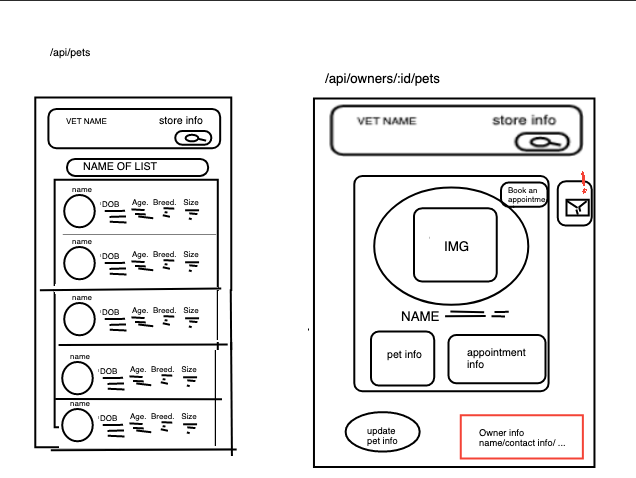 /api/pets
/api/owners/:id/pets
VET NAME
store info
NAME OF LIST
name
DOB
Age.
Breed.
Size
name
DOB
Age.
Breed.
Size
name
DOB
Age.
Breed.
Size
name
DOB
Age.
Breed.
Size
name
DOB
Age.
Breed.
Size
VET NAME
store info
Book an
appointme
IMG
NAME
pet info
appointment
info
update
pet info
Owner info
name/contact info/ ...